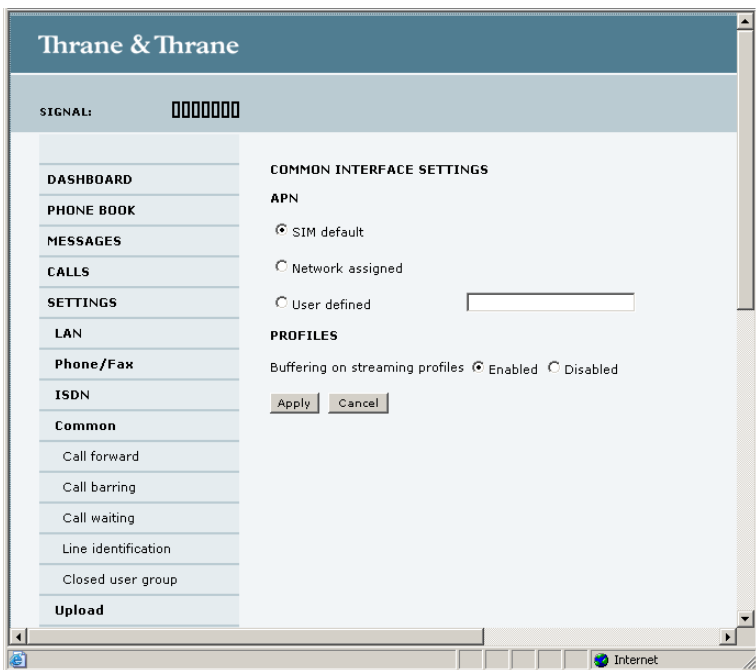 Thrane & Thrane
SIGNAL:
DASHBOARD
PHONE BOOK
MESSAGES
CALLS
SETTINGS
LAN
Phone/Fax
ISDN
Common
Call forward
Call barring
Call waiting
Line identification
Closed user group
Upload
COMMON INTERFACE SETTINGS
APN
SIM default
Network assigned
User defined
PROFILES
Buffering on streaming profiles Enabled Disabled
Apply Cancel
Internet